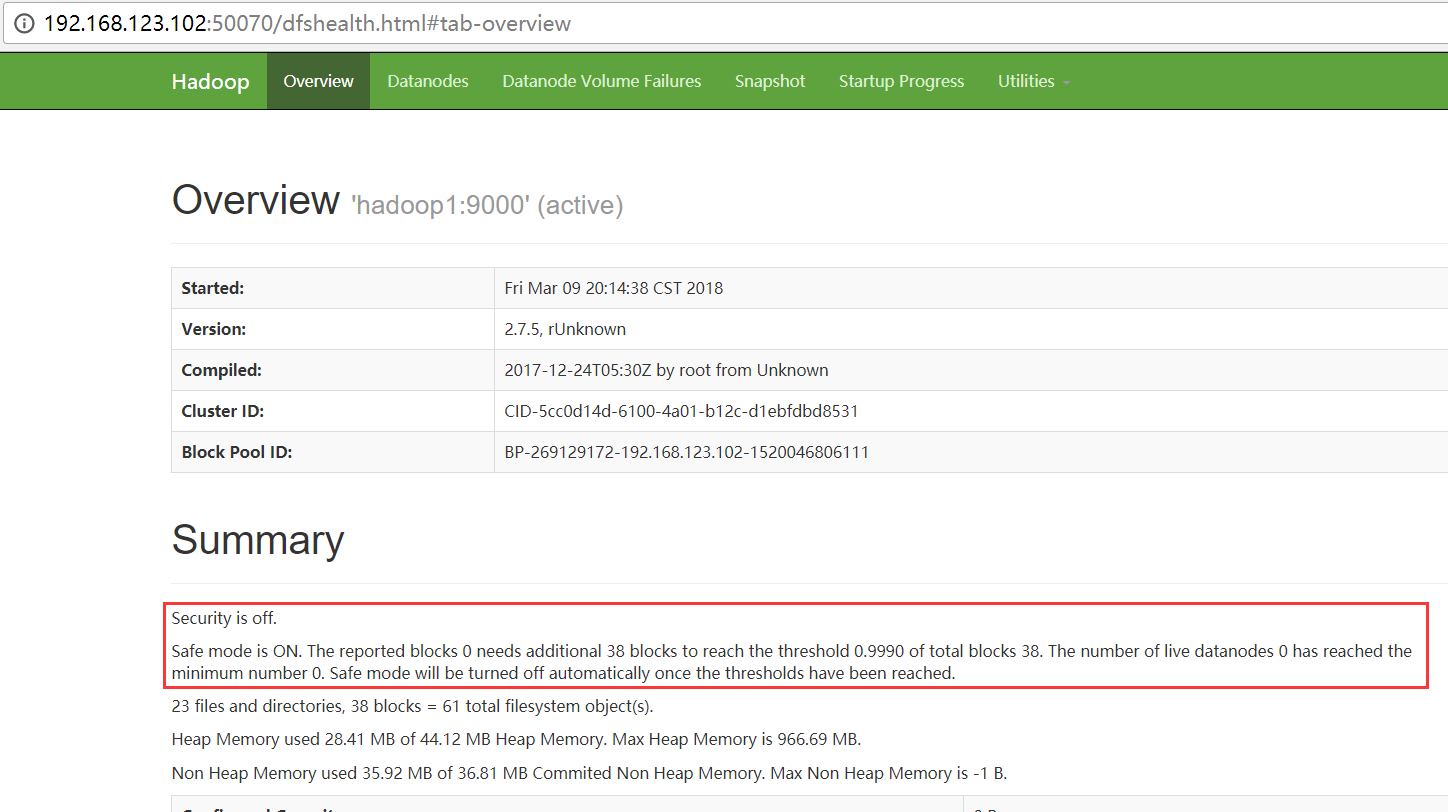 192.168.123.102:50070/dfshealth.html#tab-overview
Hadoop Overview Datanodes Datanode Volume Failures Snapshot Startup Progress Utilities
Overview 'hadoop1:9000' (active)
Started: Fri Mar 09 20:14:38 CST 2018
Version: 2.7.5, rUnknown
Compiled: 2017-12-24T05:30Z by root from Unknown
Cluster ID: CID-5cc0d14d-6100-4a01-b12c-d1ebfdbd8531
Block Pool ID: BP-269129172-192.168.123.102-1520046806111
Summary
Security is off.
Safe mode is ON. The reported blocks 0 needs additional 38 blocks to reach the threshold 0.9990 of total blocks 38. The number of live datanodes 0 has reached the
minimum number 0. Safe mode will be turned off automatically once the thresholds have been reached.
23 files and directories, 38 blocks = 61 total filesystem object(s).
Heap Memory used 28.41 MB of 44.12 MB Heap Memory. Max Heap Memory is 966.69 MB.
Non Heap Memory used 35.92 MB of 36.81 MB Commited Non Heap Memory. Max Non Heap Memory is -1 B.